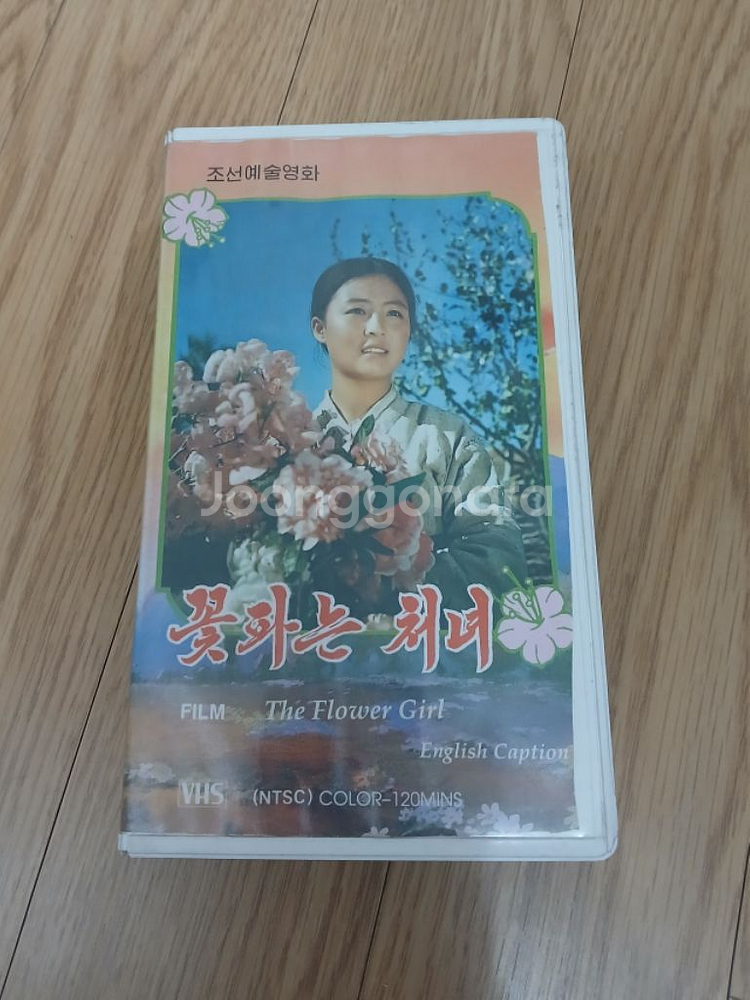 조선예술영화
Joonggonara
꽃파는 처녀
FILM The Flower Girl
English Caption
VHS (NTSC) COLOR-120MINS